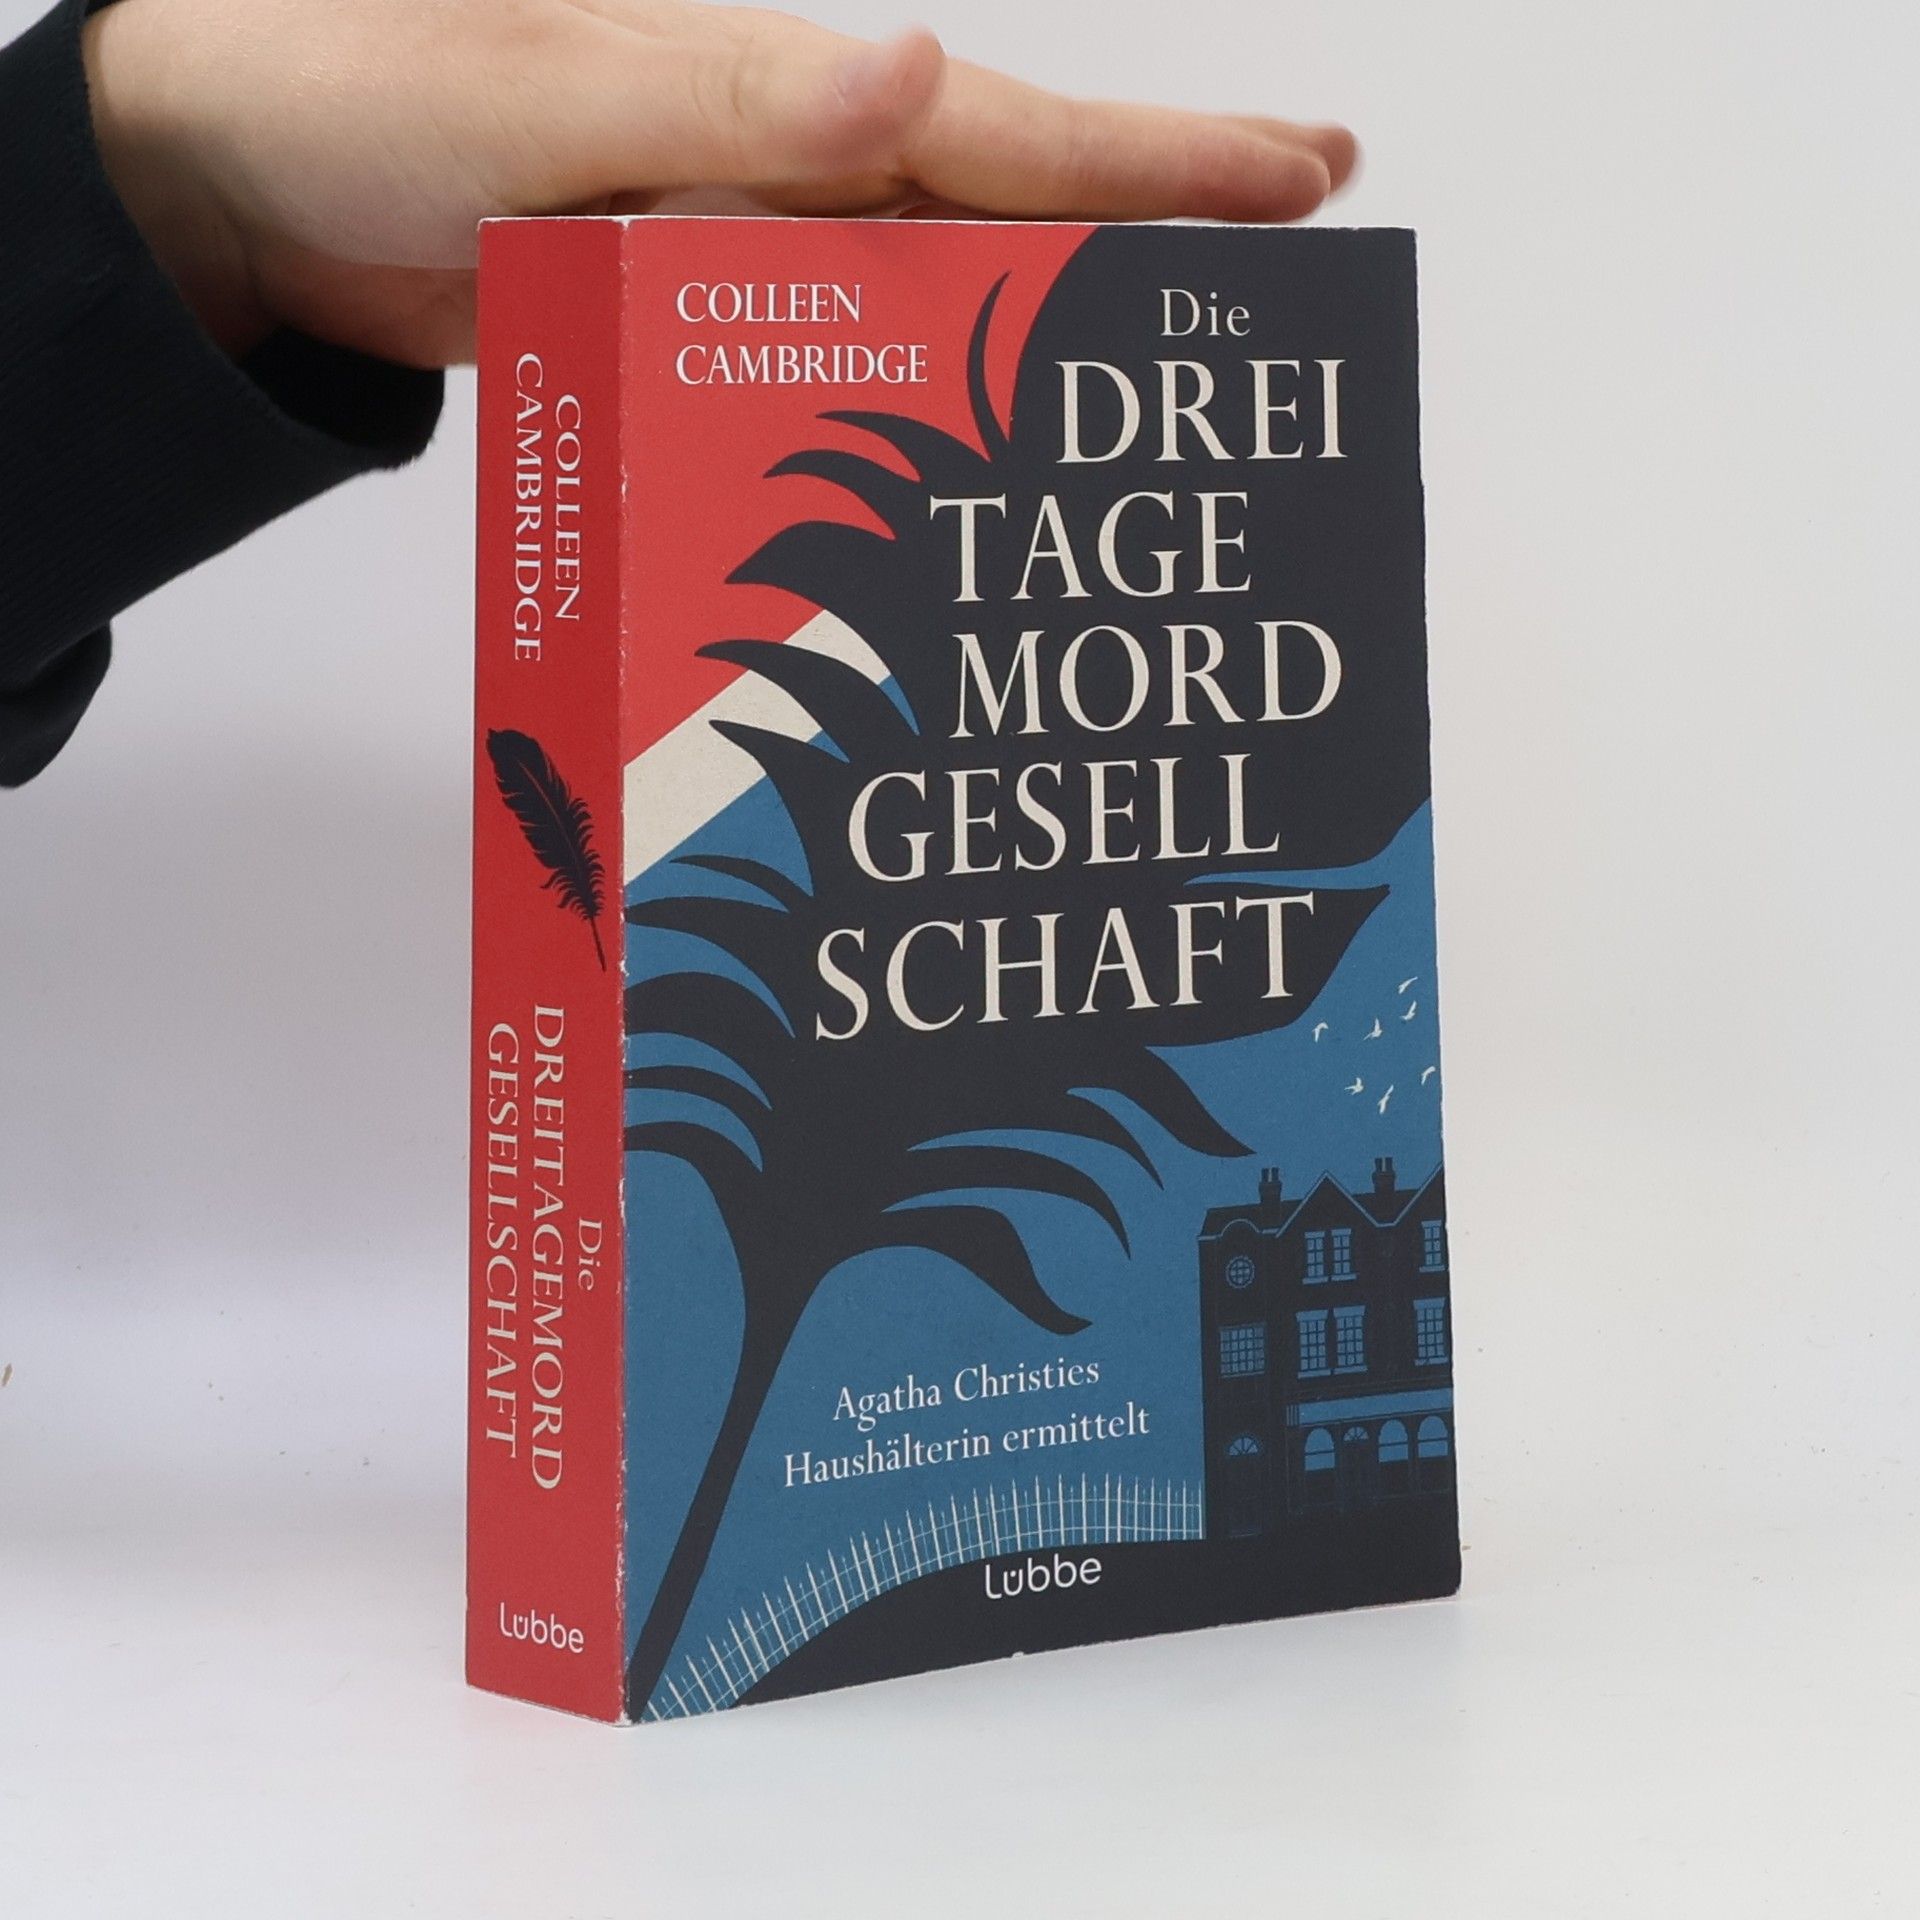 COLLEEN
CAMBRIDGE
Die
DREI
TAGE
MORD
GESELL
SCHAFT
Agatha Christies
Haushälterin ermittelt
Lübbe
COLLEEN
CAMBRIDGE
Die
DREITAGEMORD
GESELLSCHAFT
Lübbe